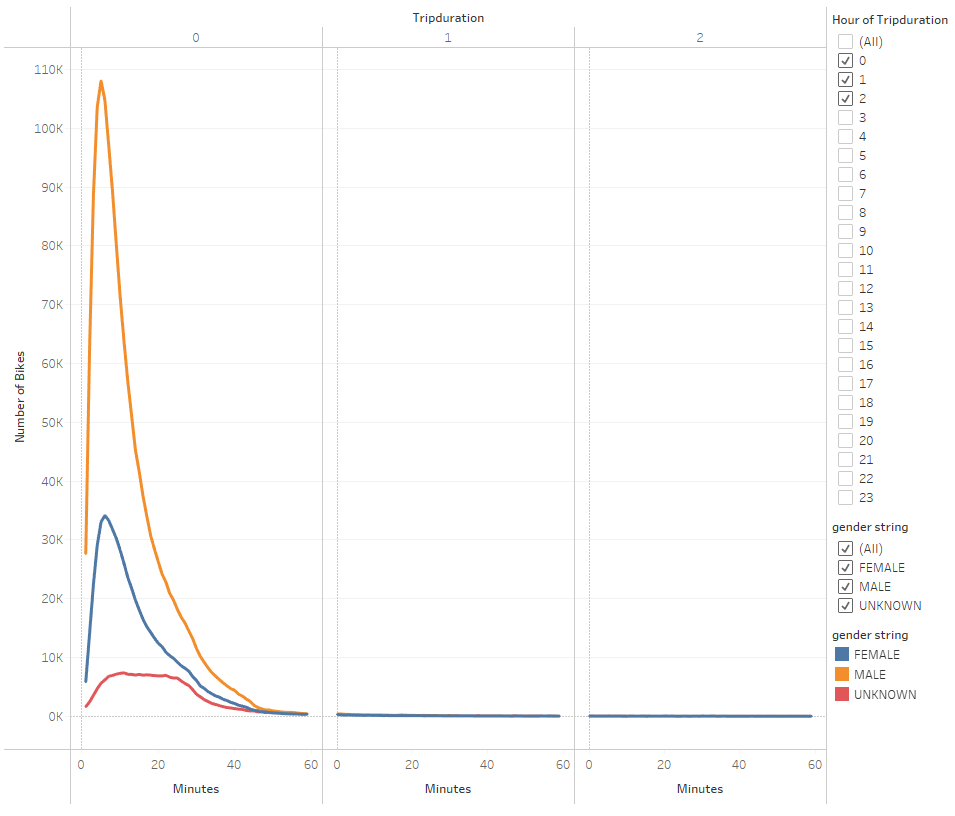 Tripduration
0 1 2
110K
100K
90K
80K
70K
60K
50K
40K
30K
20K
10K
0K
Number of Bikes
0 20 40 60 0 20 40 60 0 20 40 60
Minutes Minutes Minutes
Hour of Tripduration
(All)
0
1
2
3
4
5
6
7
8
9
10
11
12
13
14
15
16
17
18
19
20
21
22
23
gender string
(All)
FEMALE
MALE
UNKNOWN
gender string
FEMALE
MALE
UNKNOWN